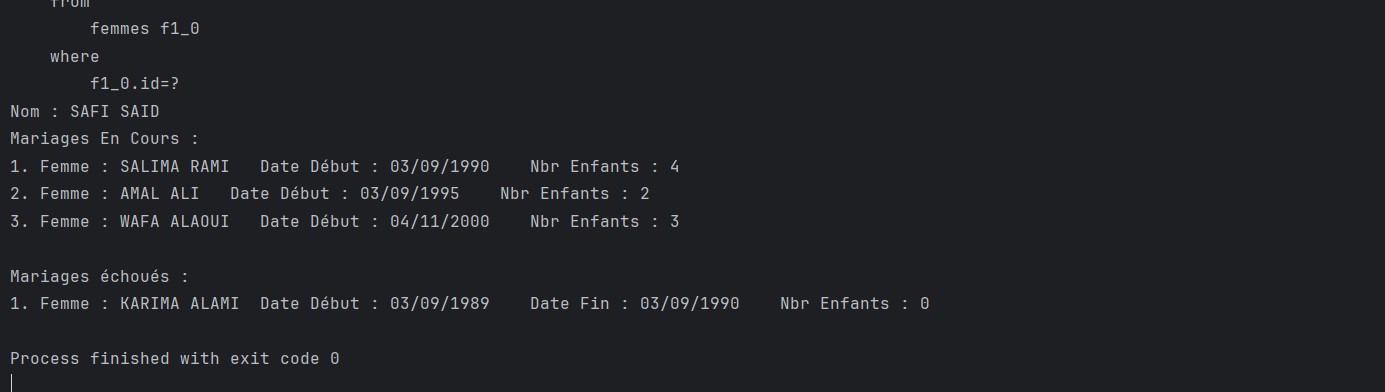 from
femmes f1_0
where
f1_0.id=?
Nom : SAFI SAID
Mariages En Cours :
1. Femme : SALIMA RAMI   Date Début : 03/09/1990    Nbr Enfants : 4
2. Femme : AMAL ALI   Date Début : 03/09/1995    Nbr Enfants : 2
3. Femme : WAFA ALAOUI   Date Début : 04/11/2000    Nbr Enfants : 3
Mariages échoués :
1. Femme : KARIMA ALAMI  Date Début : 03/09/1989    Date Fin : 03/09/1990    Nbr Enfants : 0
Process finished with exit code 0